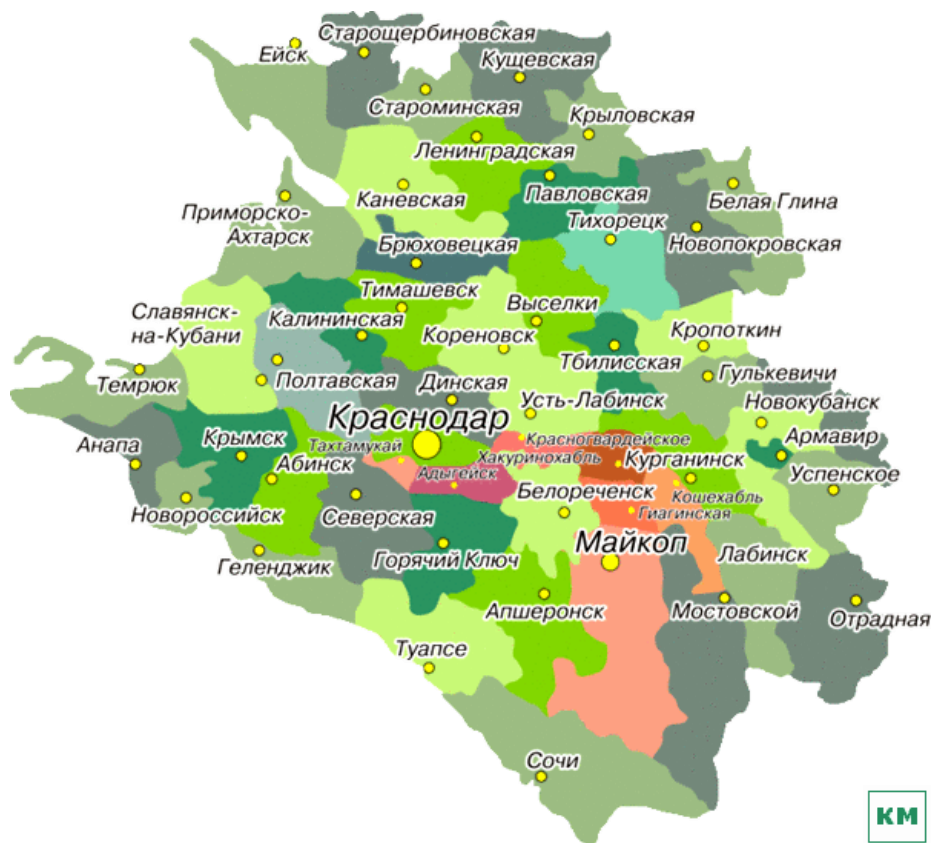 Старощербиновская
Ейск
Кущевская
Староминская
Крыловская
Ленинградская
Каневская
Павловская
Белая Глина
Приморско-
Ахтарск
Тихорецк
Новопокровская
Брюховецкая
Тимашевск
Выселки
Славянск-
на-Кубани
Калининская
Кореновск
Кропоткин
Тбилисская
Темрюк
Полтавская
Динская
Гулькевичи
Усть-Лабинск
Новокубанск
Краснодар
Анапа
Крымск
Тахтамукай
Красногвардейское
Армавир
Абинск
Адыгейск
Хакуринохабль
Курганинск
Успенское
Белореченск
Кошехабль
Новороссийск
Северская
Гиагинская
Майкоп
Геленджик
Горячий Ключ
Лабинск
Апшеронск
Мостовской
Отрадная
Туапсе
Сочи
КМ